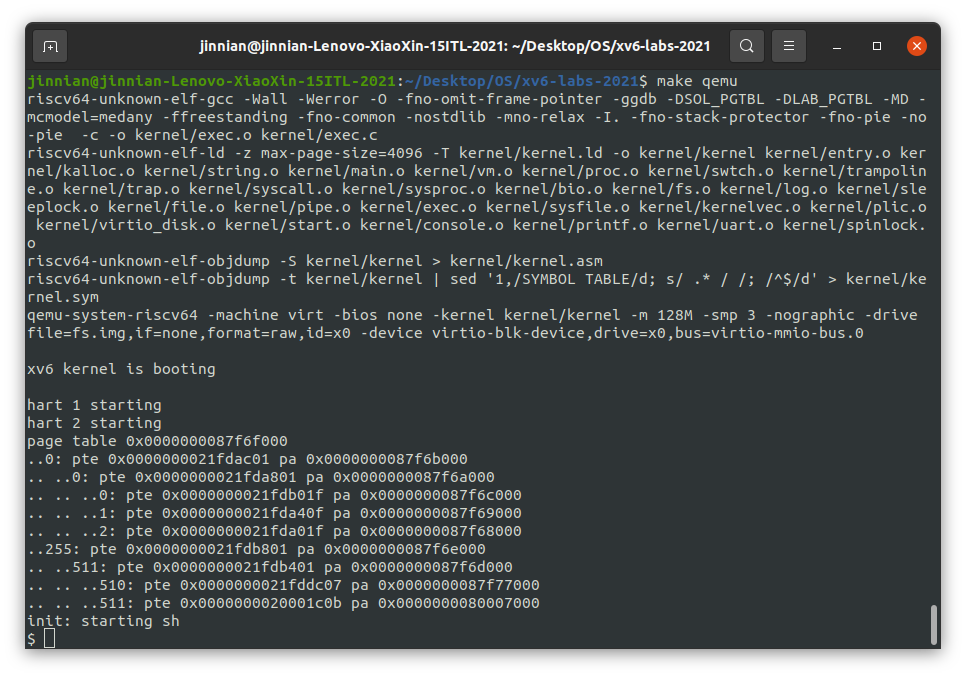 jinnian@jinnian-Lenovo-XiaoXin-15ITL-2021: ~/Desktop/OS/xv6-labs-2021
jinnian@jinnian-Lenovo-XiaoXin-15ITL-2021:~/Desktop/OS/xv6-labs-2021$ make qemu
riscv64-unknown-elf-gcc -Wall -Werror -O -fno-omit-frame-pointer -ggdb -DSOL_PGTBL -DLAB_PGTBL -MD -
mcmodel=medany -ffreestanding -fno-common -nostdlib -mno-relax -I. -fno-stack-protector -fno-pie -no
-pie  -c -o kernel/exec.o kernel/exec.c
riscv64-unknown-elf-ld -z max-page-size=4096 -T kernel/kernel.ld -o kernel/kernel kernel/entry.o ker
nel/kalloc.o kernel/string.o kernel/main.o kernel/vm.o kernel/proc.o kernel/swtch.o kernel/trampolin
e.o kernel/trap.o kernel/syscall.o kernel/sysproc.o kernel/bio.o kernel/fs.o kernel/log.o kernel/sle
eplock.o kernel/file.o kernel/pipe.o kernel/exec.o kernel/sysfile.o kernel/kernelvec.o kernel/plic.o
 kernel/virtio_disk.o kernel/start.o kernel/console.o kernel/printf.o kernel/uart.o kernel/spinlock.
o
riscv64-unknown-elf-objdump -S kernel/kernel > kernel/kernel.asm
riscv64-unknown-elf-objdump -t kernel/kernel | sed '1,/SYMBOL TABLE/d; s/ .* / /; /^$/d' > kernel/ke
rnel.sym
qemu-system-riscv64 -machine virt -bios none -kernel kernel/kernel -m 128M -smp 3 -nographic -drive 
file=fs.img,if=none,format=raw,id=x0 -device virtio-blk-device,drive=x0,bus=virtio-mmio-bus.0
xv6 kernel is booting
hart 1 starting
hart 2 starting
page table 0x0000000087f6f000
..0: pte 0x0000000021fdac01 pa 0x0000000087f6b000
.. ..0: pte 0x0000000021fda801 pa 0x0000000087f6a000
.. .. ..0: pte 0x0000000021fdb01f pa 0x0000000087f6c000
.. .. ..1: pte 0x0000000021fda40f pa 0x0000000087f69000
.. .. ..2: pte 0x0000000021fda01f pa 0x0000000087f68000
..255: pte 0x0000000021fdb801 pa 0x0000000087f6e000
.. ..511: pte 0x0000000021fdb401 pa 0x0000000087f6d000
.. .. ..510: pte 0x0000000021fddc07 pa 0x0000000087f77000
.. .. ..511: pte 0x0000000020001c0b pa 0x0000000080007000
init: starting sh
$